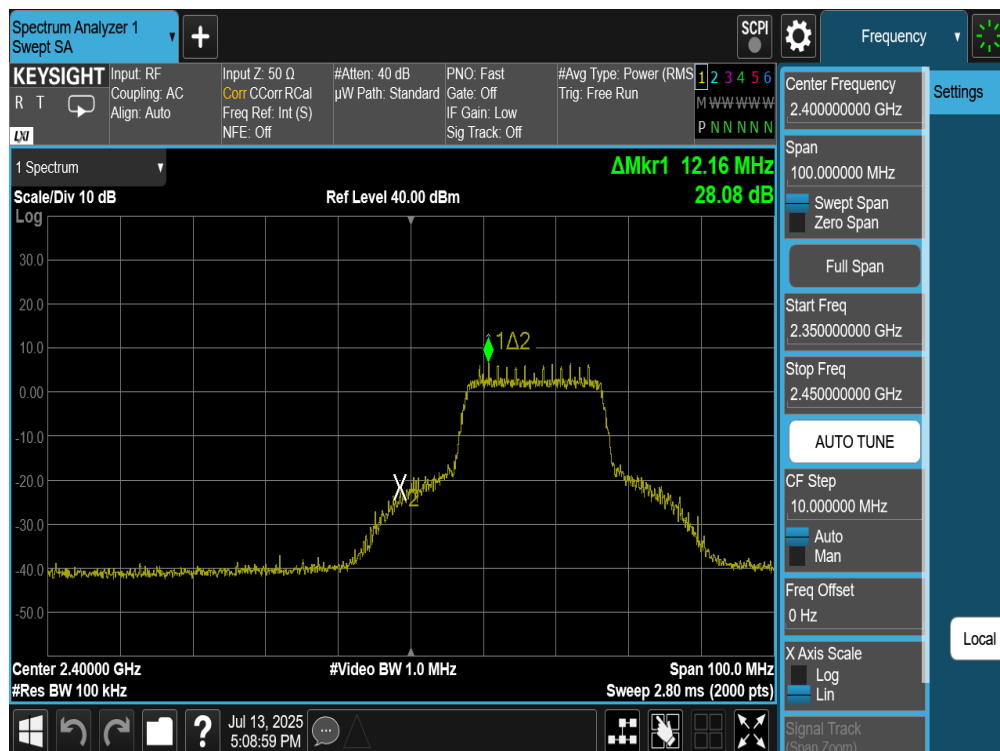 Spectrum Analyzer 1
Swept SA
+
SCPI
Frequency
KEYSIGHT
R T
LXI
Input: RF
Coupling: AC
Align: Auto
Input Z: 50 Ω
Corr CCorr RCal
Freq Ref: Int (S)
NFE: Off
#Atten: 40 dB
µW Path: Standard
PNO: Fast
Gate: Off
IF Gain: Low
Sig Track: Off
#Avg Type: Power (RMS
Trig: Free Run
1 2 3 4 5 6
M W W W W W
P N N N N N
1 Spectrum
ΔMkr1 12.16 MHz
28.08 dB
Scale/Div 10 dB
Ref Level 40.00 dBm
Log
30.0
20.0
10.0
0.00
-10.0
-20.0
-30.0
-40.0
-50.0
1Δ2
X
2
Center 2.40000 GHz
#Video BW 1.0 MHz
Span 100.0 MHz
#Res BW 100 kHz
Sweep 2.80 ms (2000 pts)
Center Frequency
2.400000000 GHz
Span
100.000000 MHz
Swept Span
Zero Span
Full Span
Start Freq
2.350000000 GHz
Stop Freq
2.450000000 GHz
AUTO TUNE
CF Step
10.000000 MHz
Auto
Man
Freq Offset
0 Hz
X Axis Scale
Log
Lin
Signal Track
(Span Zoom)
Settings
Local
?
Jul 13, 2025
5:08:59 PM